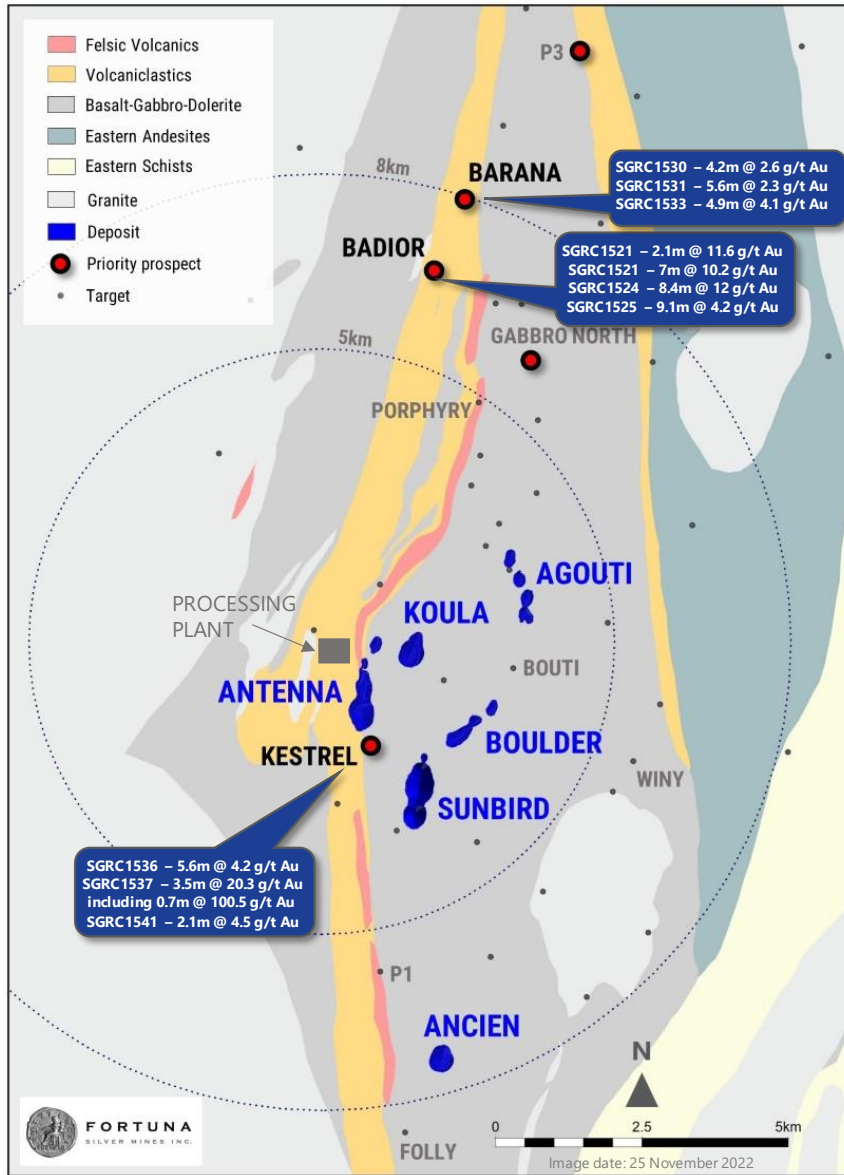 Felsic Volcanics
Volcaniclastics
Basalt-Gabbro-Dolerite
Eastern Andesites
Eastern Schists
Granite
Deposit
Priority prospect
Target
P3
8km
BARANA
SGRC1530 – 4.2m @ 2.6 g/t Au
SGRC1531 – 5.6m @ 2.3 g/t Au
SGRC1533 – 4.9m @ 4.1 g/t Au
BADIOR
SGRC1521 – 2.1m @ 11.6 g/t Au
SGRC1521 – 7m @ 10.2 g/t Au
SGRC1524 – 8.4m @ 12 g/t Au
SGRC1525 – 9.1m @ 4.2 g/t Au
5km
GABBRO NORTH
PORPHYRY
AGOUTI
PROCESSING
PLANT
KOULA
BOUTI
ANTENNA
BOULDER
KESTREL
WINY
SUNBIRD
SGRC1536 – 5.6m @ 4.2 g/t Au
SGRC1537 – 3.5m @ 20.3 g/t Au
including 0.7m @ 100.5 g/t Au
SGRC1541 – 2.1m @ 4.5 g/t Au
P1
ANCIEN
N
FORTUNA
SILVER MINES INC.
FOLLY
0 2.5 5km
Image date: 25 November 2022